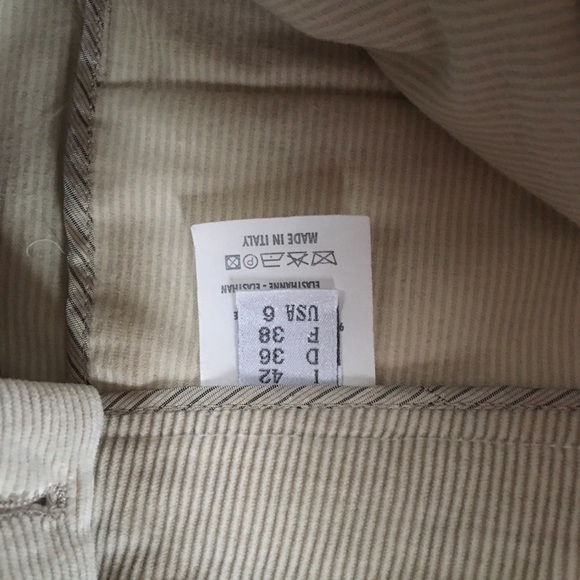 I 42
D 36
F 38
USA 6
ELASTHANNE - ELASTHAN
P
MADE IN ITALY